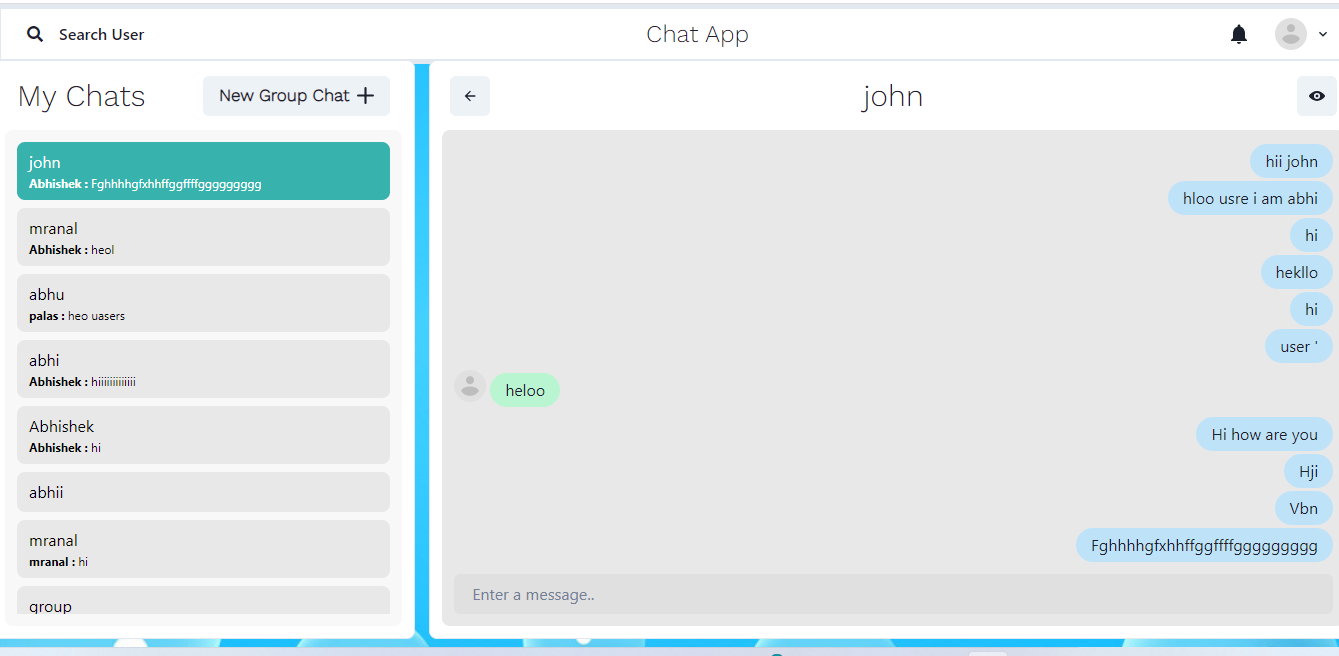 Search User
Chat App
My Chats
New Group Chat
john
Abhishek : Fghhhhgfxhhffggffffggggggggg
mranal
Abhishek : heol
abhu
palas : heo uasers
abhi
Abhishek : hiiiiiiiiiiiii
Abhishek
Abhishek : hi
abhii
mranal
mranal : hi
group
john
hii john
hloo usre i am abhi
hi
hekllo
hi
user '
heloo
Hi how are you
Hji
Vbn
Fghhhhgfxhhffggffffggggggggg
Enter a message..